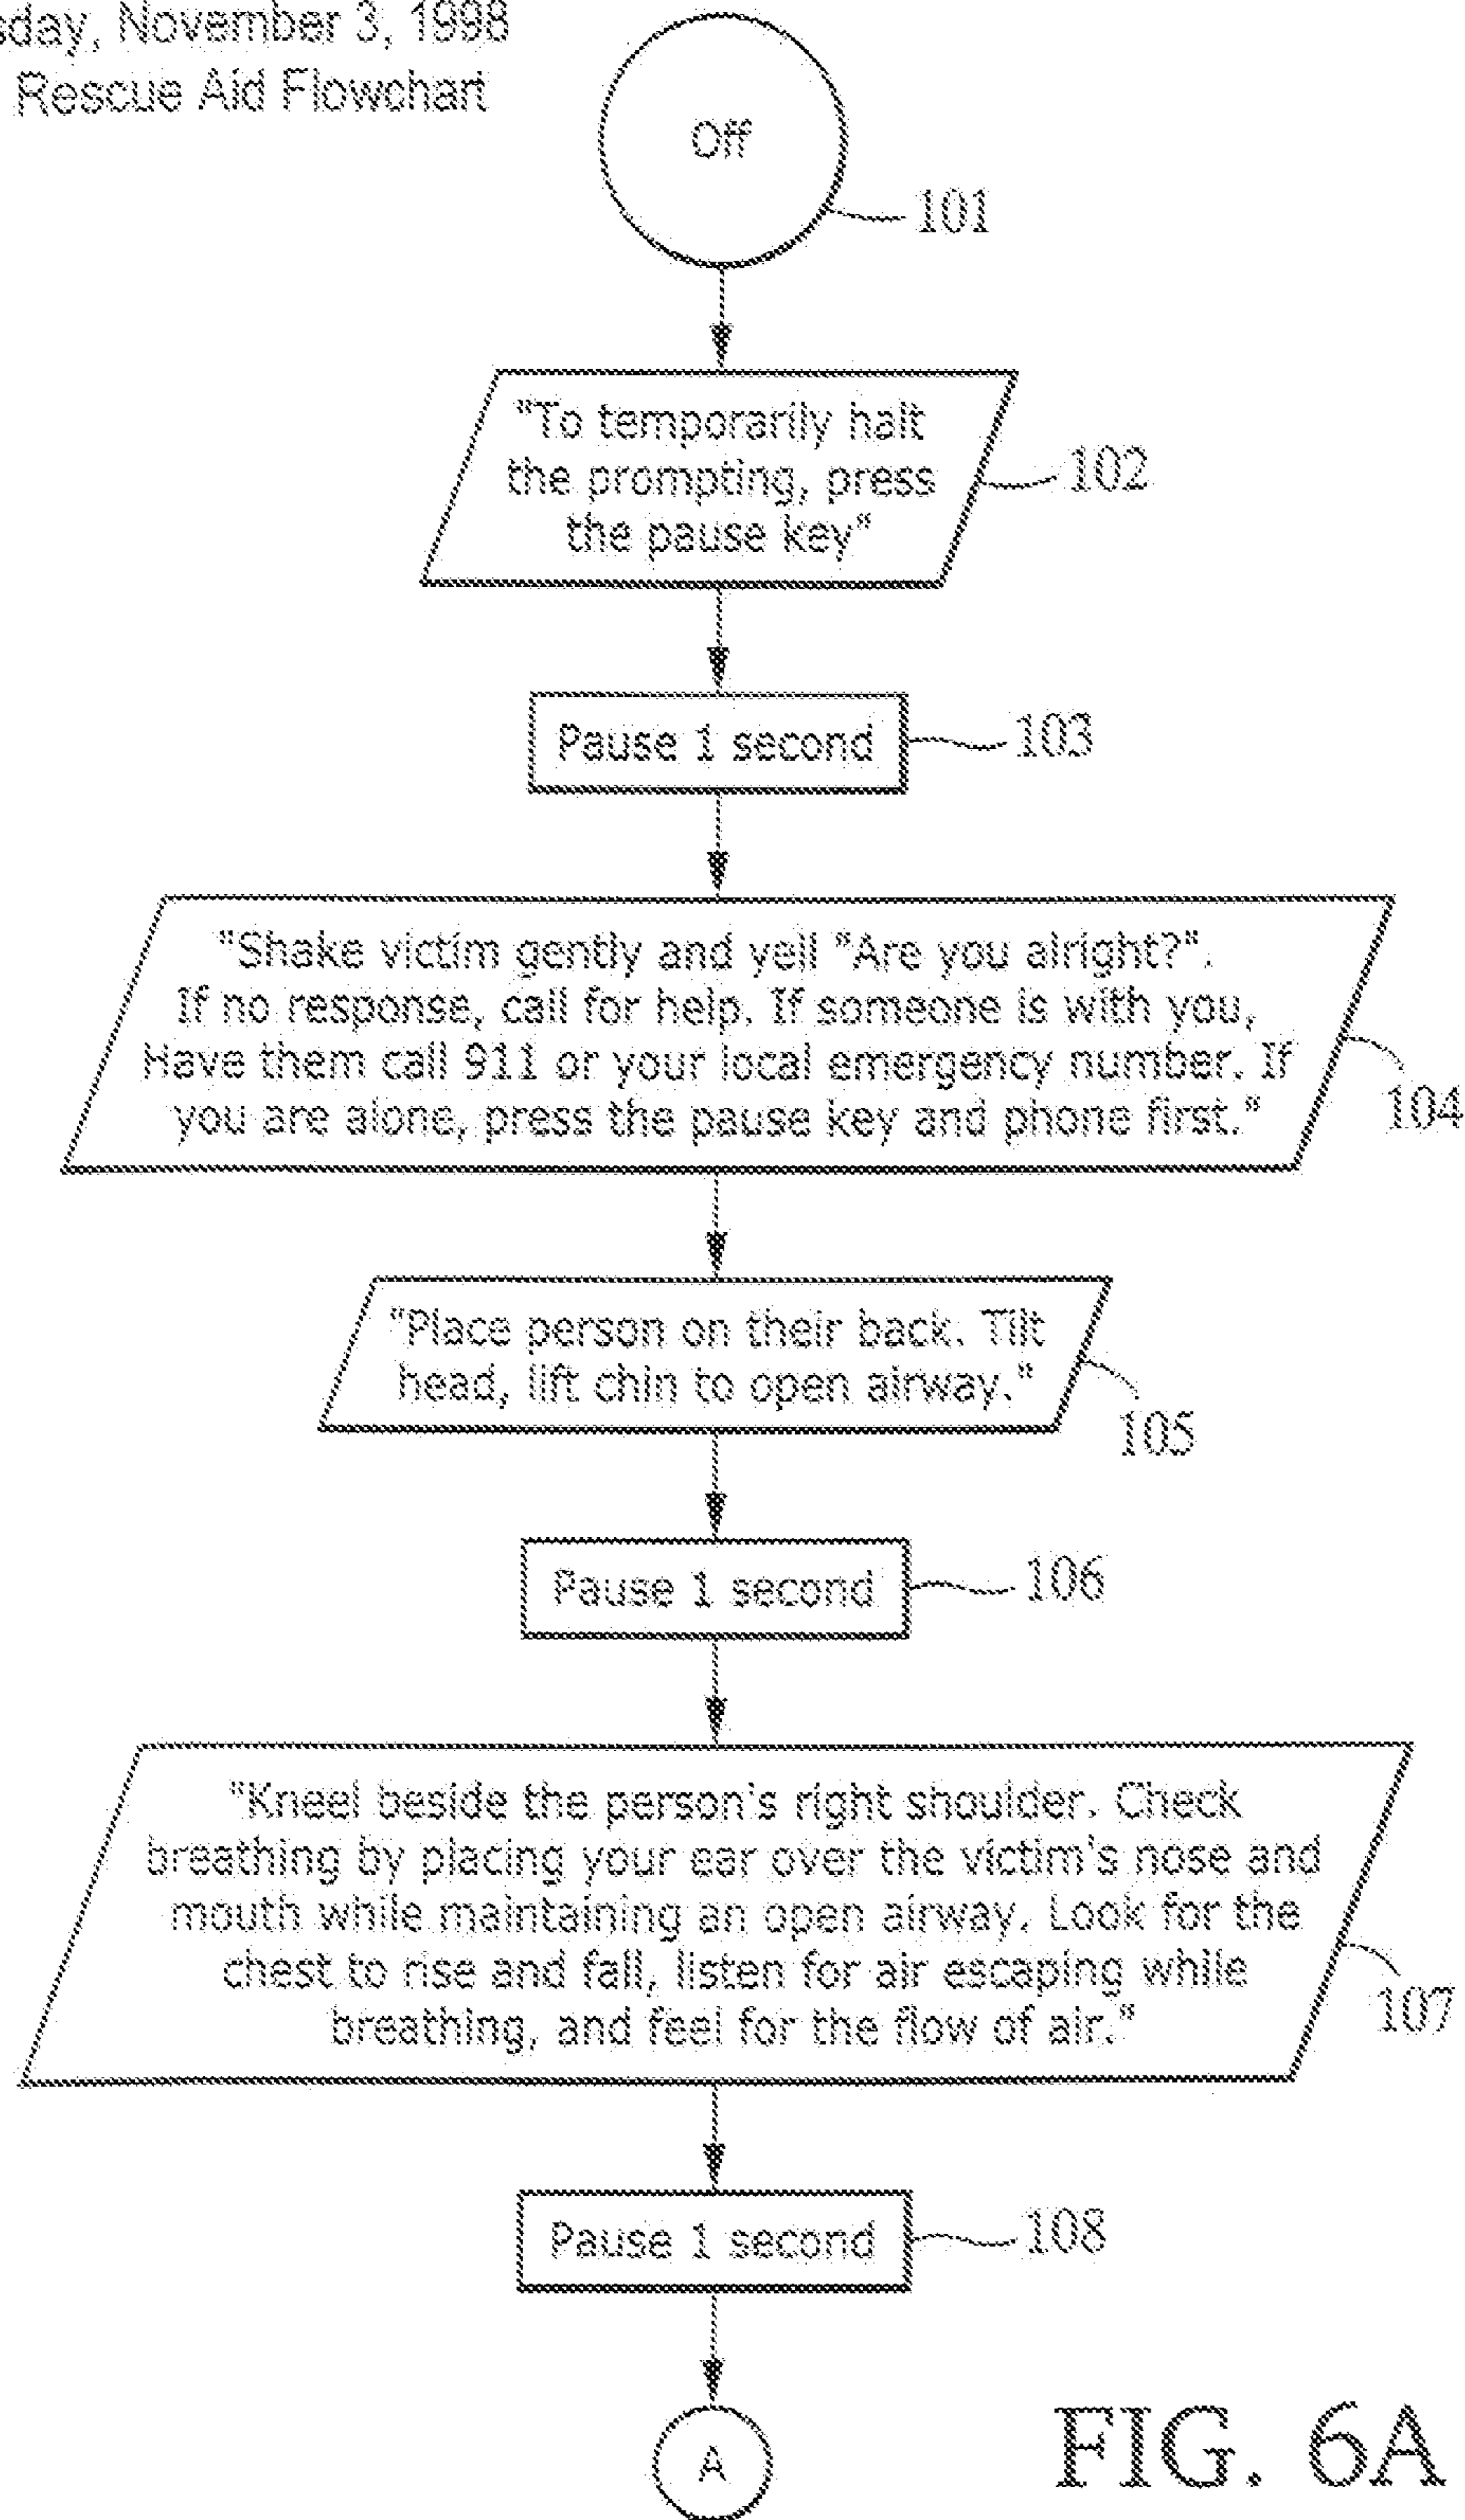 November 3, 1998
Rescue Aid Flowchart
Off
101
"To temporarily halt
the prompting, press
the pause key"
102
Pause 1 second
103
"Shake victim gently and yell "Are you alright?".
If no response, call for help. If someone is with you,
Have them call 911 or your local emergency number. If
you are alone, press the pause key and phone first."
104
"Place person on their back. Tilt
head, lift chin to open airway."
105
Pause 1 second
106
"Kneel beside the person's right shoulder. Check
breathing by placing your ear over the victim's nose and
mouth while maintaining an open airway. Look for the
chest to rise and fall, listen for air escaping while
breathing, and feel for the flow of air."
107
Pause 1 second
108
A
FIG. 6A